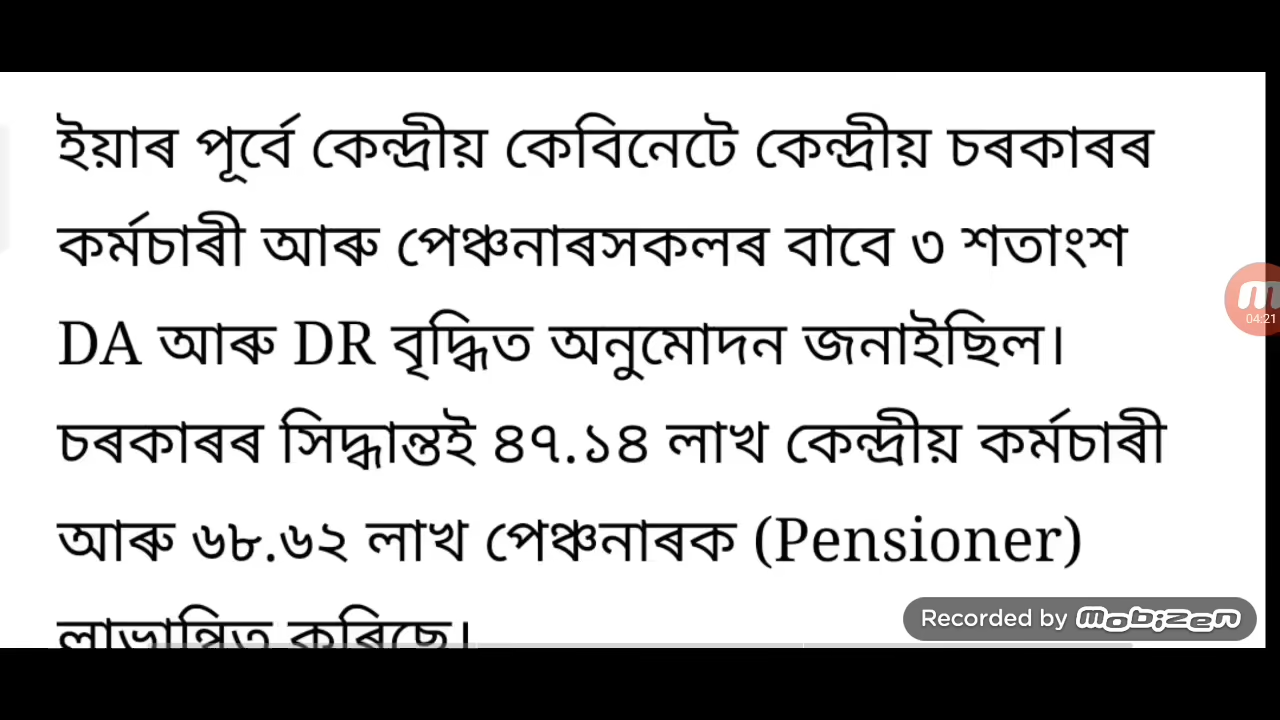 ইয়াৰ পূৰ্বে কেন্দ্ৰীয় কেবিনেটে কেন্দ্ৰীয় চৰকাৰৰ
কৰ্মচাৰী আৰু পেঞ্চনাৰসকলৰ বাবে ৩ শতাংশ
DA আৰু DR বৃদ্ধিত অনুমোদন জনাইছিল।
04:21
চৰকাৰৰ সিদ্ধান্তই ৪৭.১৪ লাখ কেন্দ্ৰীয় কৰ্মচাৰী
আৰু ৬৮.৬২ লাখ পেঞ্চনাৰক (Pensioner)
লাভান্বিত কৰিছে।
Recorded by mobizen